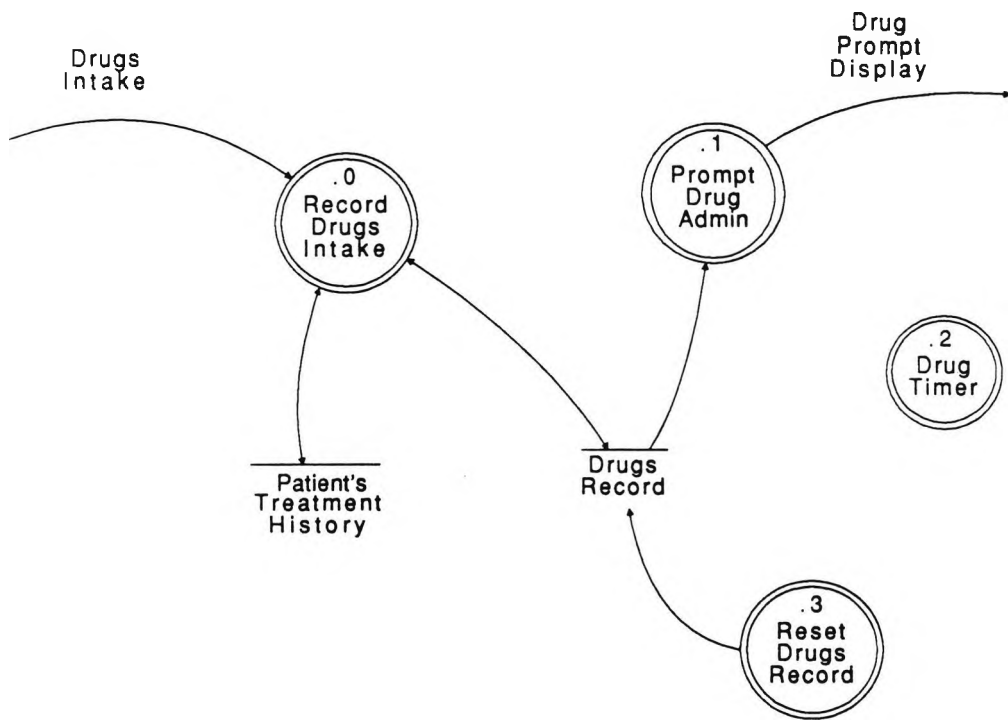 Drugs
Intake
Drug
Prompt
Display
.0
Record
Drugs
Intake
.1
Prompt
Drug
Admin
.2
Drug
Timer
Patient's
Treatment
History
Drugs
Record
.3
Reset
Drugs
Record